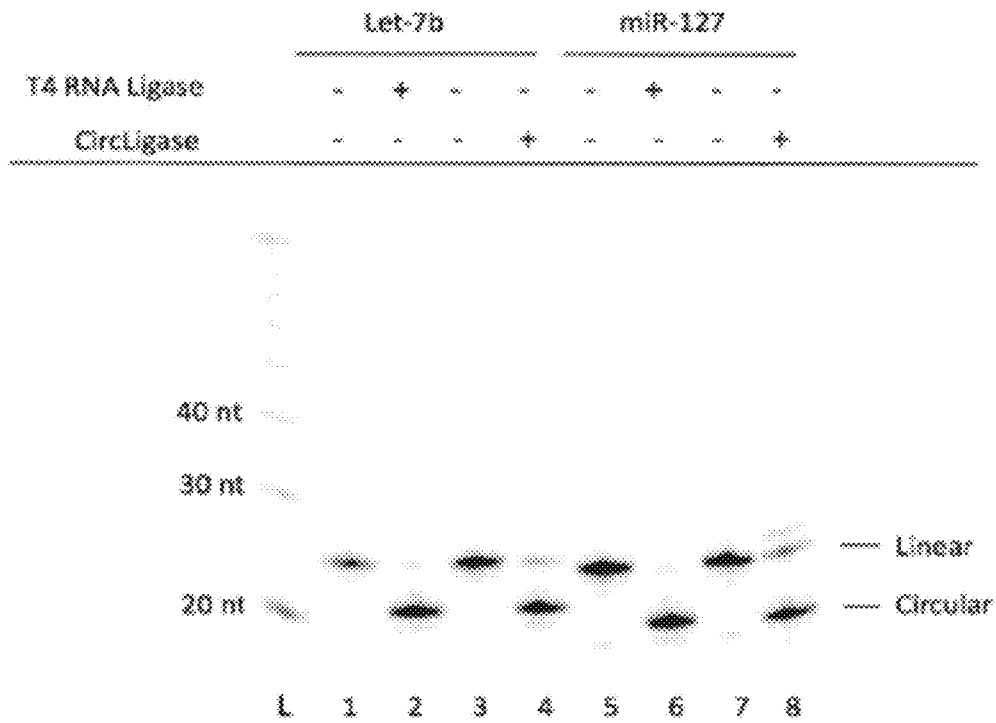 Let-7b miR-127
T4 RNA Ligase - + - - - + - -
CircLigase - - - + - - - +
40 nt
30 nt
Linear
20 nt Circular
L 1 2 3 4 5 6 7 8